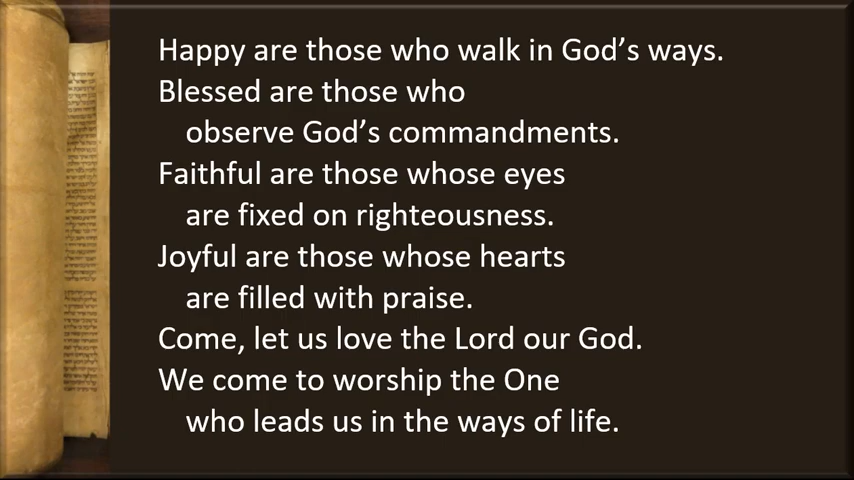 Happy are those who walk in God’s ways.
Blessed are those who
observe God’s commandments.
Faithful are those whose eyes
are fixed on righteousness.
Joyful are those whose hearts
are filled with praise.
Come, let us love the Lord our God.
We come to worship the One
who leads us in the ways of life.